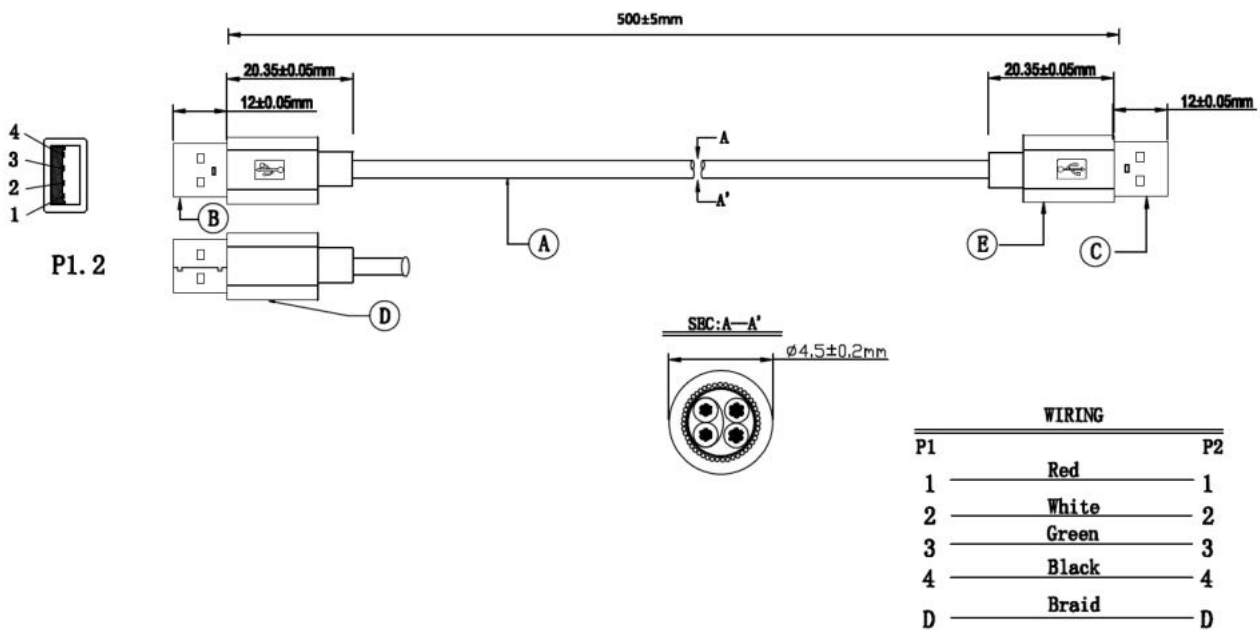 500±5mm
20.35±0.05mm
20.35±0.05mm
12±0.05mm
12±0.05mm
4
3
2
1
P1.2
A
A'
B
A
E
C
D
SEC:A—A'
ø4.5±0.2mm
WIRING
P1 P2
1 Red 1
2 White 2
3 Green 3
4 Black 4
D Braid D